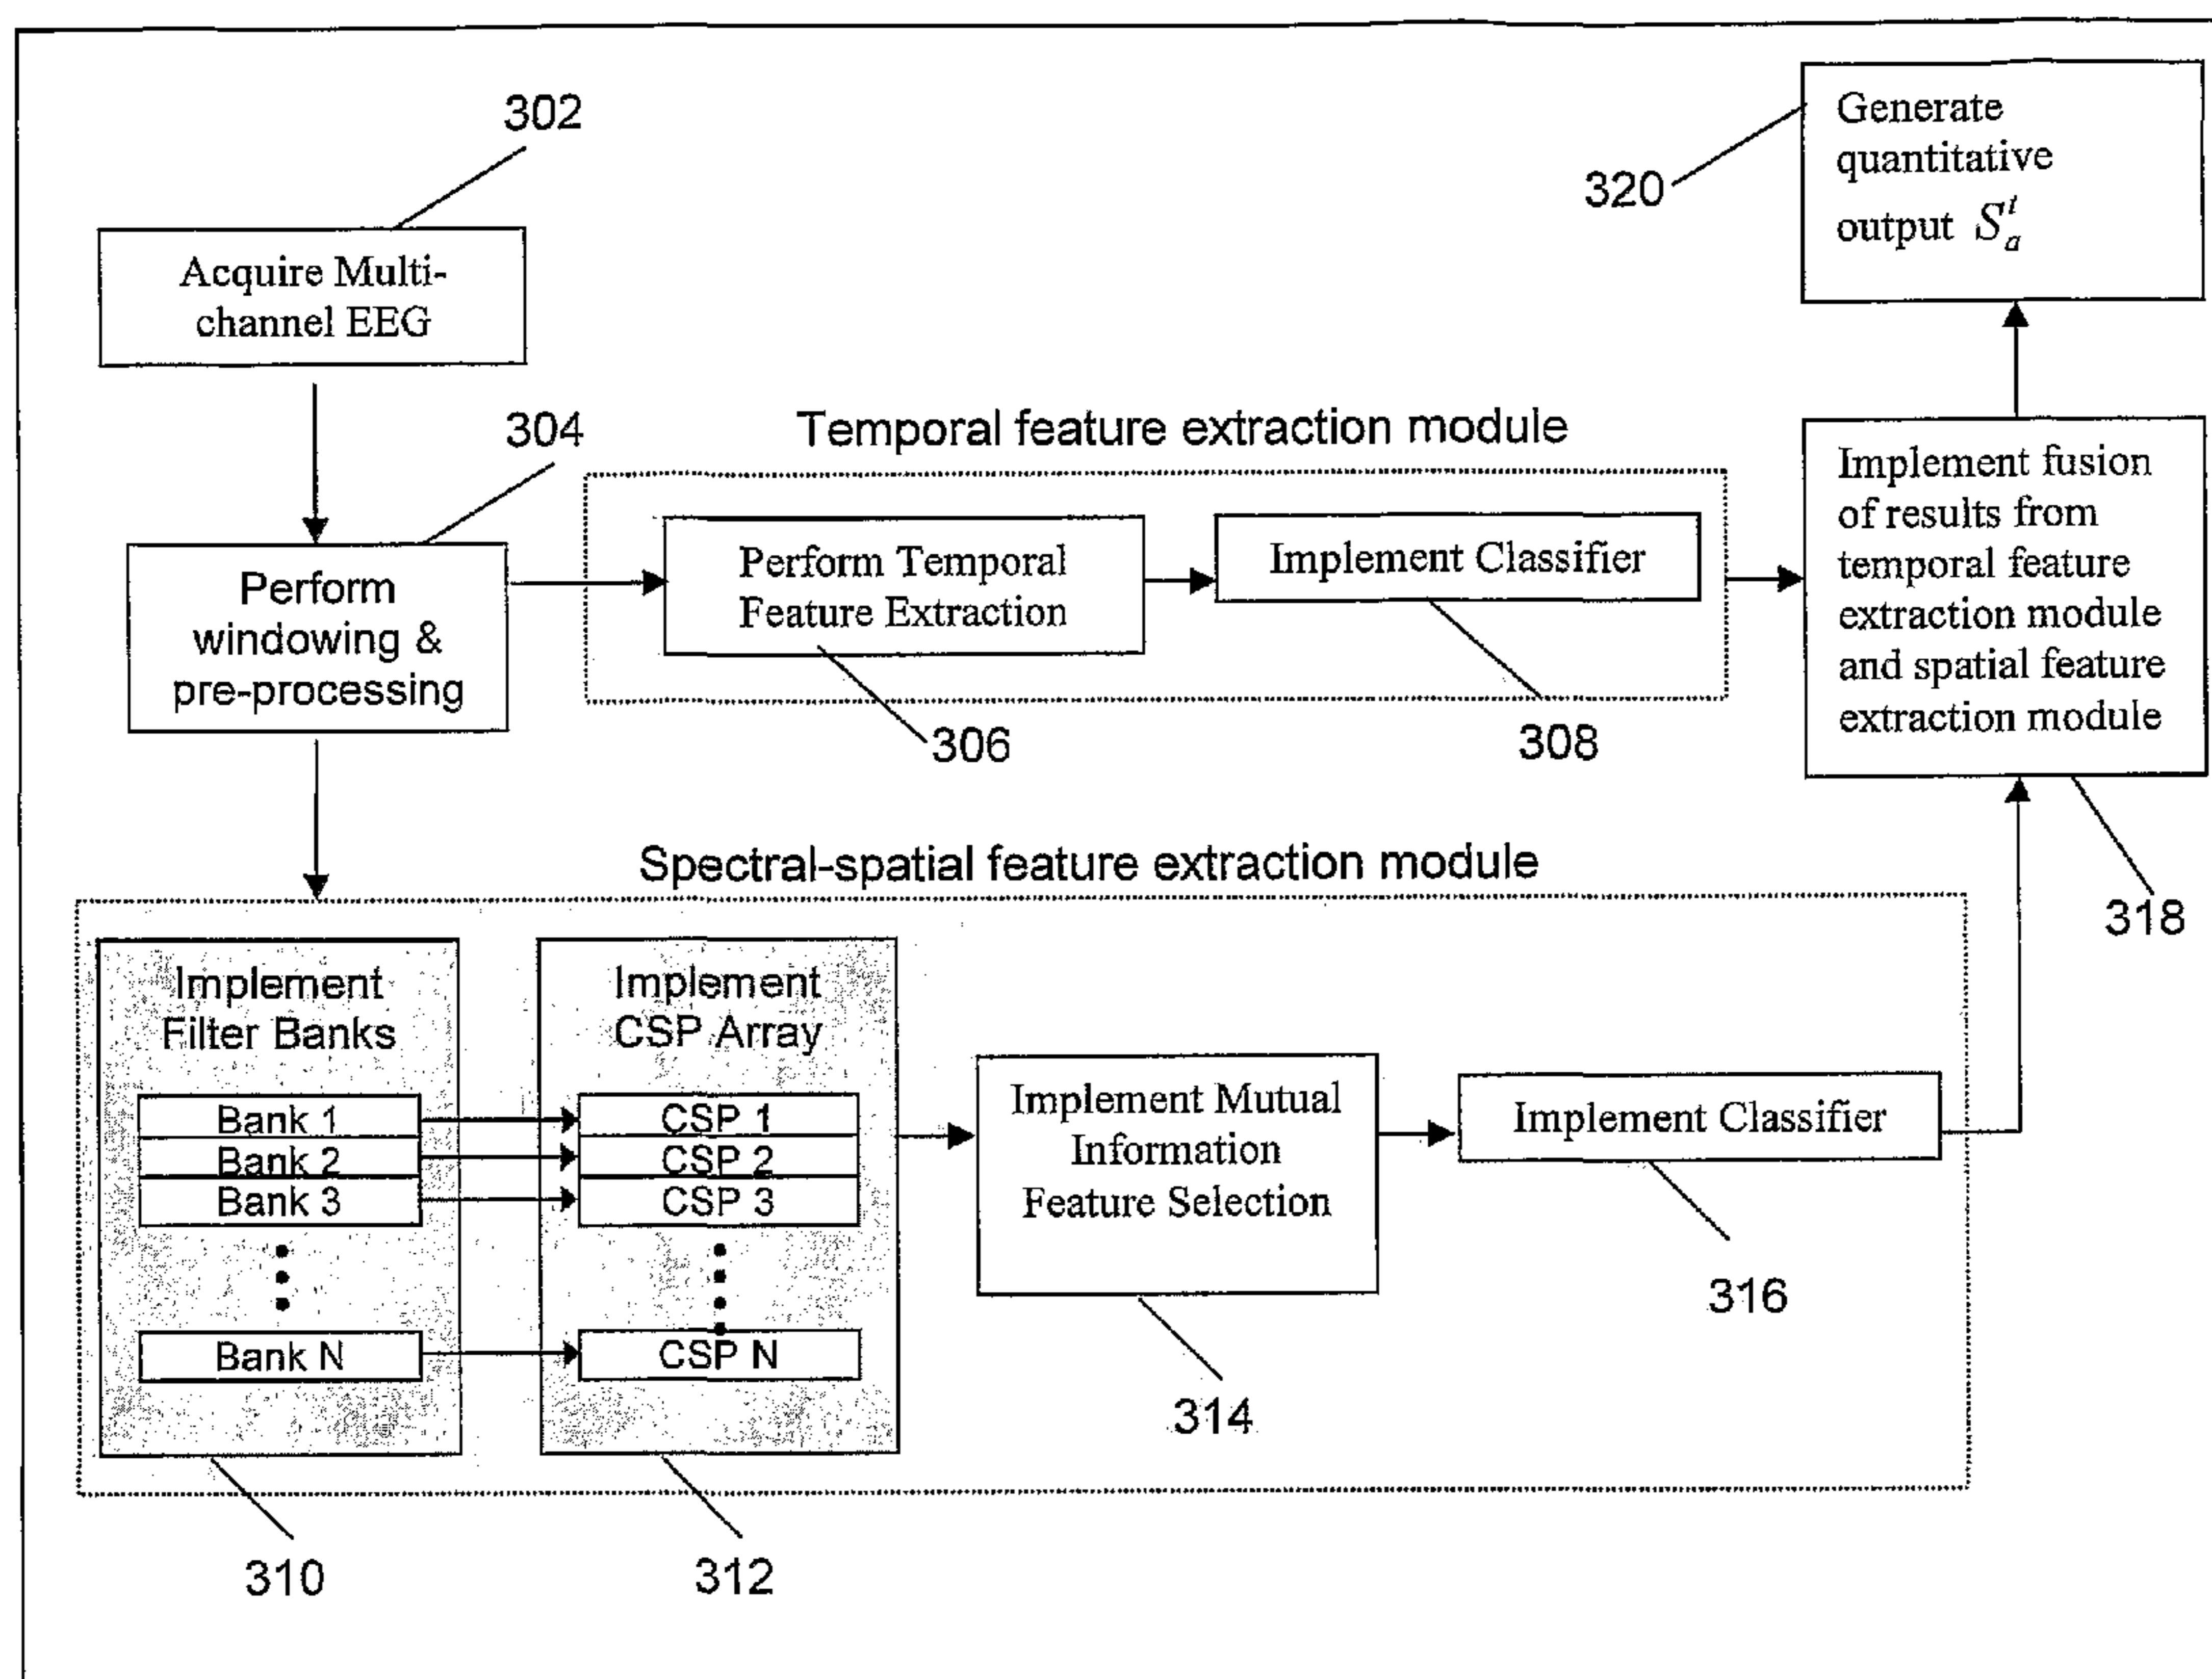 302
Acquire Multi-
channel EEG
304
Perform
windowing &
pre-processing
Temporal feature extraction module
Perform Temporal
Feature Extraction
306
Implement Classifier
308
320
Generate
quantitative
output S_a^t
Implement fusion
of results from
temporal feature
extraction module
and spatial feature
extraction module
318
Spectral-spatial feature extraction module
Implement
Filter Banks
Bank 1
Bank 2
Bank 3
Bank N
310
Implement
CSP Array
CSP 1
CSP 2
CSP 3
CSP N
312
Implement Mutual
Information
Feature Selection
314
Implement Classifier
316